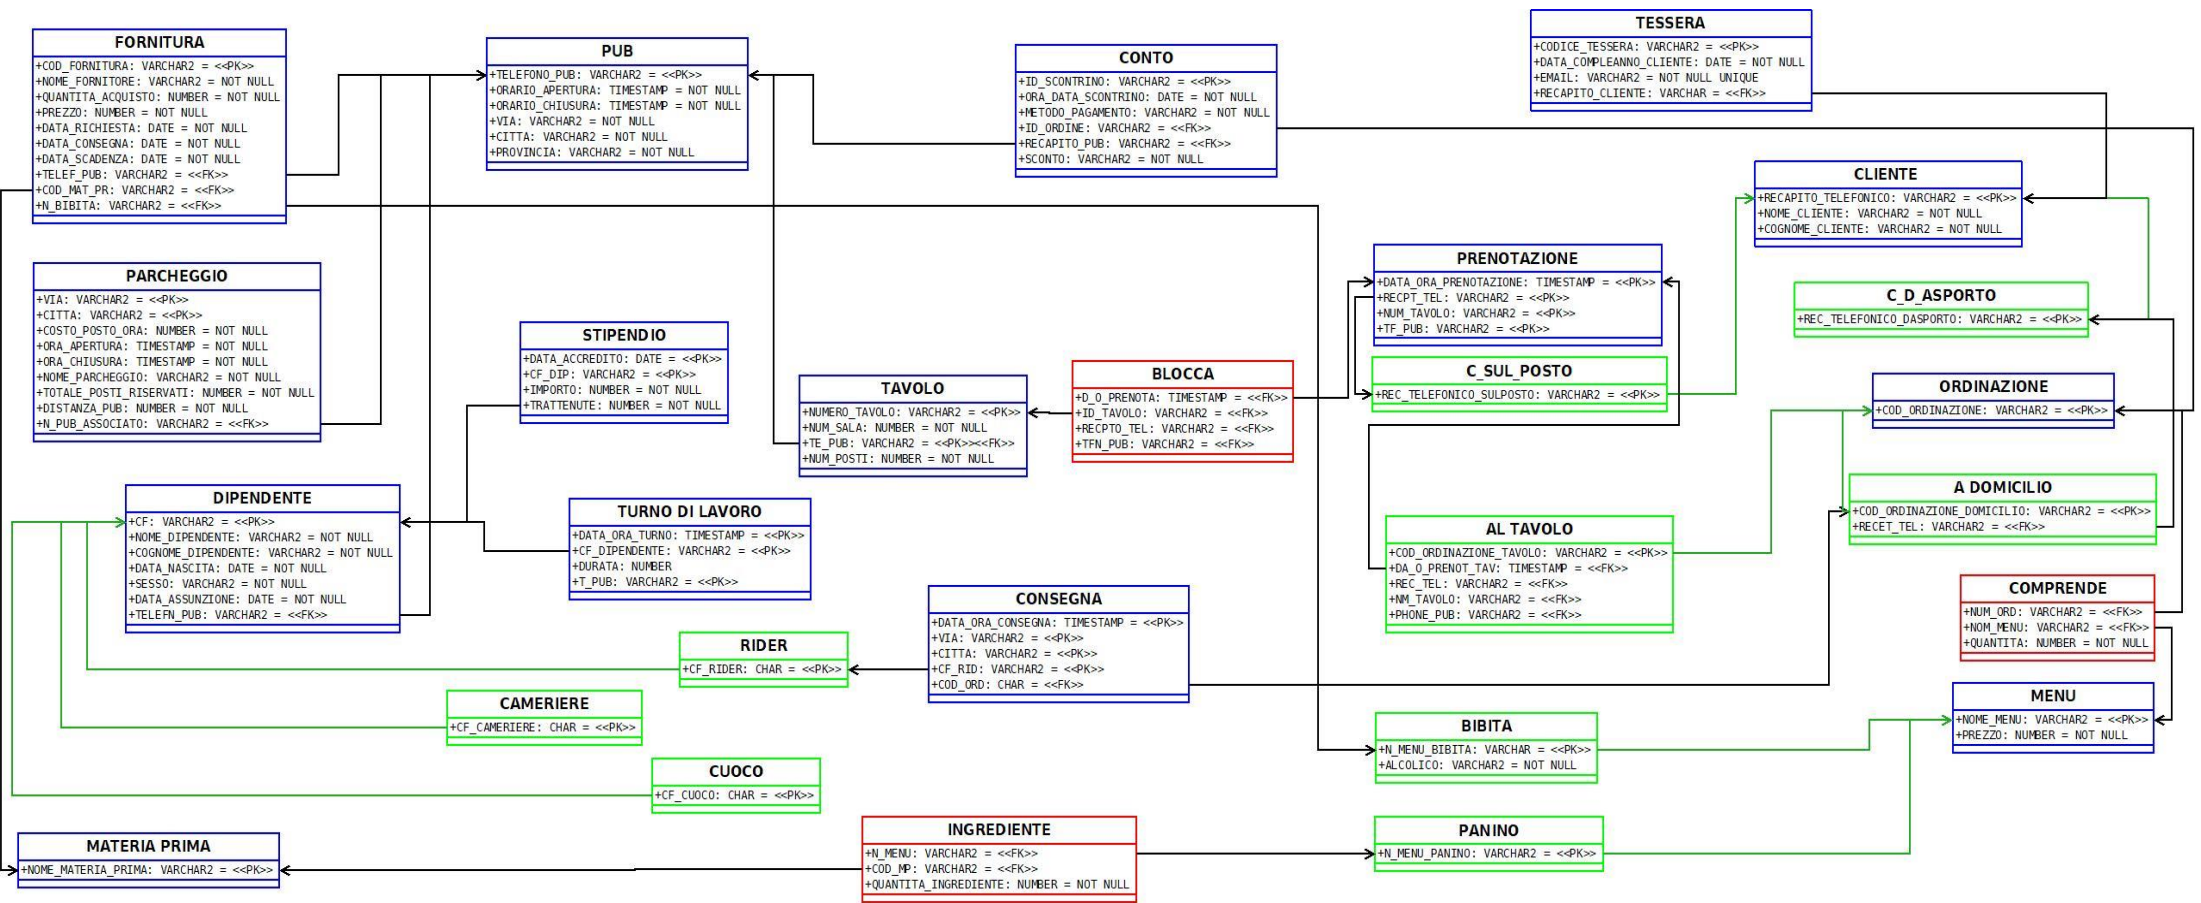 FORNITURA
+COD_FORNITURA: VARCHAR2 = <<PK>>
+NOME_FORNITORE: VARCHAR2 = NOT NULL
+QUANTITA_ACQUISTO: NUMBER = NOT NULL
+PREZZO: NUMBER = NOT NULL
+DATA_RICHIESTA: DATE = NOT NULL
+DATA_CONSEGNA: DATE = NOT NULL
+DATA_SCADENZA: DATE = NOT NULL
+TELEF_PUB: VARCHAR2 = <<FK>>
+COD_MAT_PR: VARCHAR2 = <<FK>>
+N_BIBITA: VARCHAR2 = <<FK>>
PUB
+TELEFONO_PUB: VARCHAR2 = <<PK>>
+ORARIO_APERTURA: TIMESTAMP = NOT NULL
+ORARIO_CHIUSURA: TIMESTAMP = NOT NULL
+VIA: VARCHAR2 = NOT NULL
+CITTA: VARCHAR2 = NOT NULL
+PROVINCIA: VARCHAR2 = NOT NULL
CONTO
+ID_SCONTRINO: VARCHAR2 = <<PK>>
+ORA_DATA_SCONTRINO: DATE = NOT NULL
+METODO_PAGAMENTO: VARCHAR2 = NOT NULL
+ID_ORDINE: VARCHAR2 = <<FK>>
+RECAPITO_PUB: VARCHAR2 = <<FK>>
+SCONTO: VARCHAR2 = NOT NULL
TESSERA
+CODICE_TESSERA: VARCHAR2 = <<PK>>
+DATA_COMPLEANNO_CLIENTE: DATE = NOT NULL
+EMAIL: VARCHAR2 = NOT NULL UNIQUE
+RECAPITO_CLIENTE: VARCHAR = <<FK>>
CLIENTE
+RECAPITO_TELEFONICO: VARCHAR2 = <<PK>>
+NOME_CLIENTE: VARCHAR2 = NOT NULL
+COGNOME_CLIENTE: VARCHAR2 = NOT NULL
PARCHEGGIO
+VIA: VARCHAR2 = <<PK>>
+CITTA: VARCHAR2 = <<PK>>
+COSTO_POSTO_ORA: NUMBER = NOT NULL
+ORA_APERTURA: TIMESTAMP = NOT NULL
+ORA_CHIUSURA: TIMESTAMP = NOT NULL
+NOME_PARCHEGGIO: VARCHAR2 = NOT NULL
+TOTALE_POSTI_RISERVATI: NUMBER = NOT NULL
+DISTANZA_PUB: NUMBER = NOT NULL
+N_PUB_ASSOCIATO: VARCHAR2 = <<FK>>
PRENOTAZIONE
+DATA_ORA_PRENOTAZIONE: TIMESTAMP = <<PK>>
+RECPT_TEL: VARCHAR2 = <<PK>>
+NUM_TAVOLO: VARCHAR2 = <<PK>>
+TF_PUB: VARCHAR2 = <<PK>>
C_D_ASPORTO
+REC_TELEFONICO_DASPORTO: VARCHAR2 = <<PK>>
STIPENDIO
+DATA_ACCREDITO: DATE = <<PK>>
+CF_DIP: VARCHAR2 = <<PK>>
+IMPORTO: NUMBER = NOT NULL
+TRATTENUTE: NUMBER = NOT NULL
TAVOLO
+NUMERO_TAVOLO: VARCHAR2 = <<PK>>
+NUM_SALA: NUMBER = NOT NULL
+TE_PUB: VARCHAR2 = <<PK>><<FK>>
+NUM_POSTI: NUMBER = NOT NULL
BLOCCA
+D_O_PRENOTA: TIMESTAMP = <<FK>>
+ID_TAVOLO: VARCHAR2 = <<FK>>
+RECPTO_TEL: VARCHAR2 = <<FK>>
+TFN_PUB: VARCHAR2 = <<FK>>
C_SUL_POSTO
+REC_TELEFONICO_SULPOSTO: VARCHAR2 = <<PK>>
ORDINAZIONE
+COD_ORDINAZIONE: VARCHAR2 = <<PK>>
DIPENDENTE
+CF: VARCHAR2 = <<PK>>
+NOME_DIPENDENTE: VARCHAR2 = NOT NULL
+COGNOME_DIPENDENTE: VARCHAR2 = NOT NULL
+DATA_NASCITA: DATE = NOT NULL
+SESSO: VARCHAR2 = NOT NULL
+DATA_ASSUNZIONE: DATE = NOT NULL
+TELEFN_PUB: VARCHAR2 = <<FK>>
TURNO DI LAVORO
+DATA_ORA_TURNO: TIMESTAMP = <<PK>>
+CF_DIPENDENTE: VARCHAR2 = <<PK>>
+DURATA: NUMBER
+T_PUB: VARCHAR2 = <<PK>>
AL TAVOLO
+COD_ORDINAZIONE_TAVOLO: VARCHAR2 = <<PK>>
+DA_O_PRENOT_TAV: TIMESTAMP = <<FK>>
+REC_TEL: VARCHAR2 = <<FK>>
+NM_TAVOLO: VARCHAR2 = <<FK>>
+PHONE_PUB: VARCHAR2 = <<FK>>
A DOMICILIO
+COD_ORDINAZIONE_DOMICILIO: VARCHAR2 = <<PK>>
+RECET_TEL: VARCHAR2 = <<FK>>
CONSEGNA
+DATA_ORA_CONSEGNA: TIMESTAMP = <<PK>>
+VIA: VARCHAR2 = <<PK>>
+CITTA: VARCHAR2 = <<PK>>
+CF_RID: VARCHAR2 = <<PK>>
+COD_ORD: CHAR = <<FK>>
COMPRENDE
+NUM_ORD: VARCHAR2 = <<FK>>
+NOM_MENU: VARCHAR2 = <<FK>>
+QUANTITA: NUMBER = NOT NULL
RIDER
+CF_RIDER: CHAR = <<PK>>
CAMERIERE
+CF_CAMERIERE: CHAR = <<PK>>
MENU
+NOME_MENU: VARCHAR2 = <<PK>>
+PREZZO: NUMBER = NOT NULL
BIBITA
+N_MENU_BIBITA: VARCHAR = <<PK>>
+ALCOLICO: VARCHAR2 = NOT NULL
CUOCO
+CF_CUOCO: CHAR = <<PK>>
MATERIA PRIMA
+NOME_MATERIA_PRIMA: VARCHAR2 = <<PK>>
INGREDIENTE
+N_MENU: VARCHAR2 = <<FK>>
+COD_MP: VARCHAR2 = <<FK>>
+QUANTITA_INGREDIENTE: NUMBER = NOT NULL
PANINO
+N_MENU_PANINO: VARCHAR2 = <<PK>>